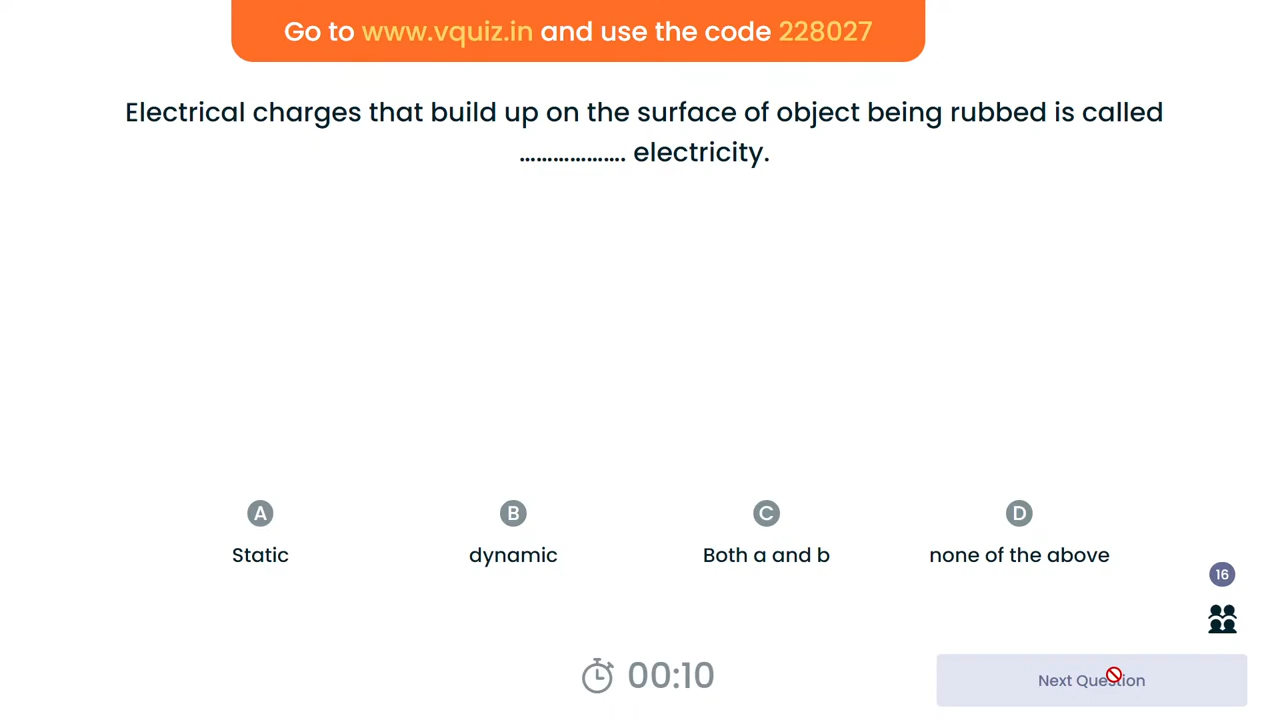 Go to www.vquiz.in and use the code 228027
Electrical charges that build up on the surface of object being rubbed is called
.................... electricity.
A
B
C
D
Static
dynamic
Both a and b
none of the above
16
00:10
Next Question